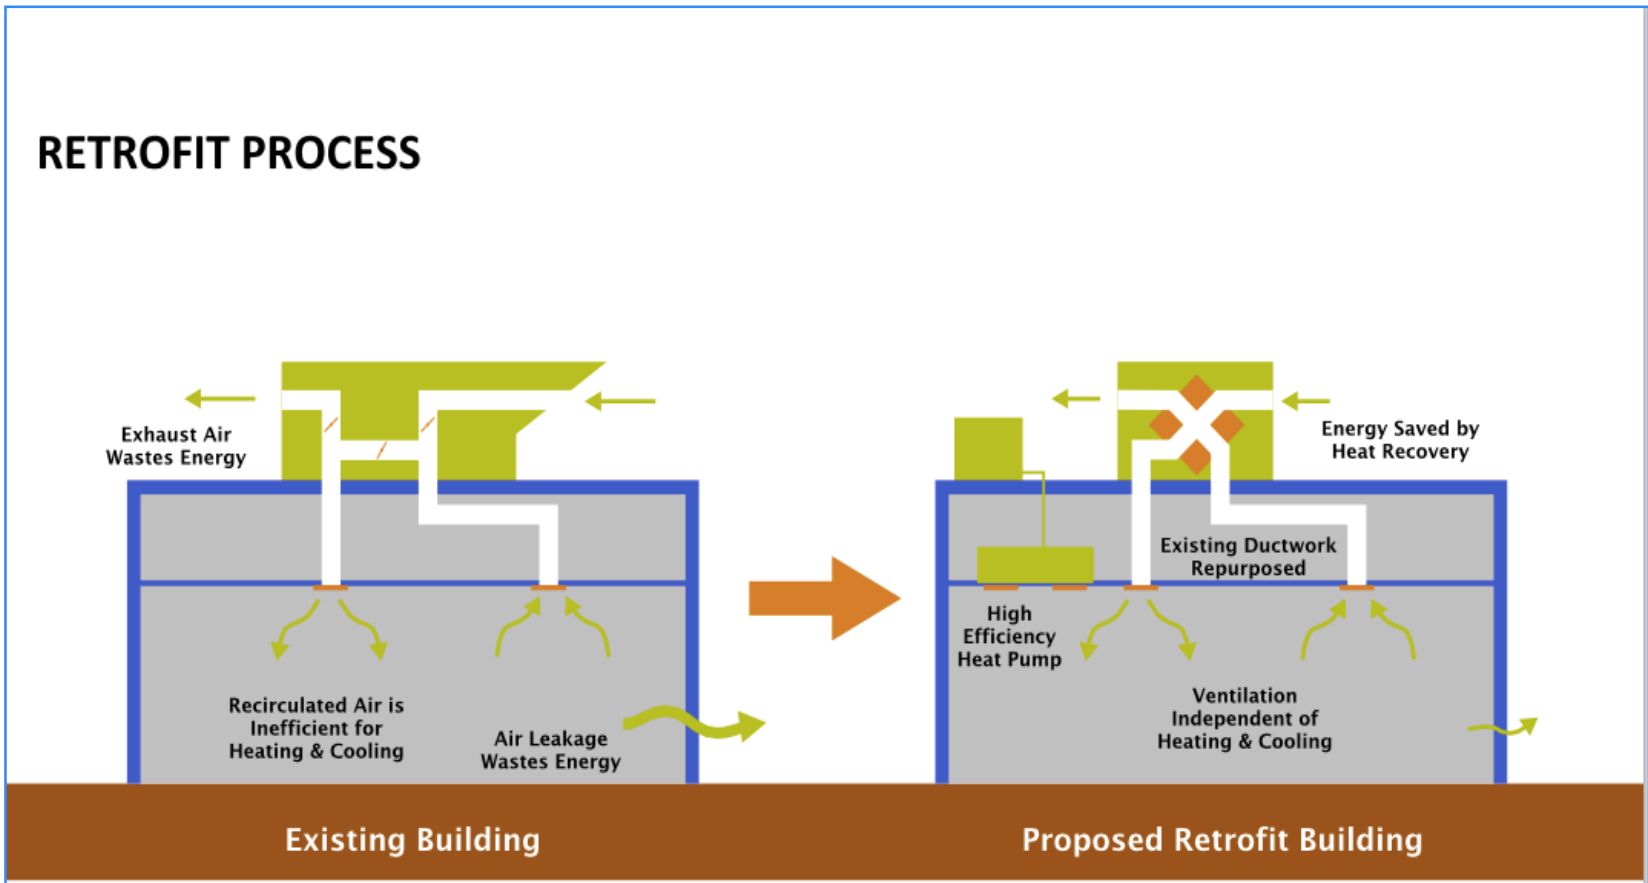 RETROFIT PROCESS
Exhaust Air
Wastes Energy
Recirculated Air is
Inefficient for
Heating & Cooling
Air Leakage
Wastes Energy
Existing Building
Energy Saved by
Heat Recovery
Existing Ductwork
Repurposed
High
Efficiency
Heat Pump
Ventilation
Independent of
Heating & Cooling
Proposed Retrofit Building